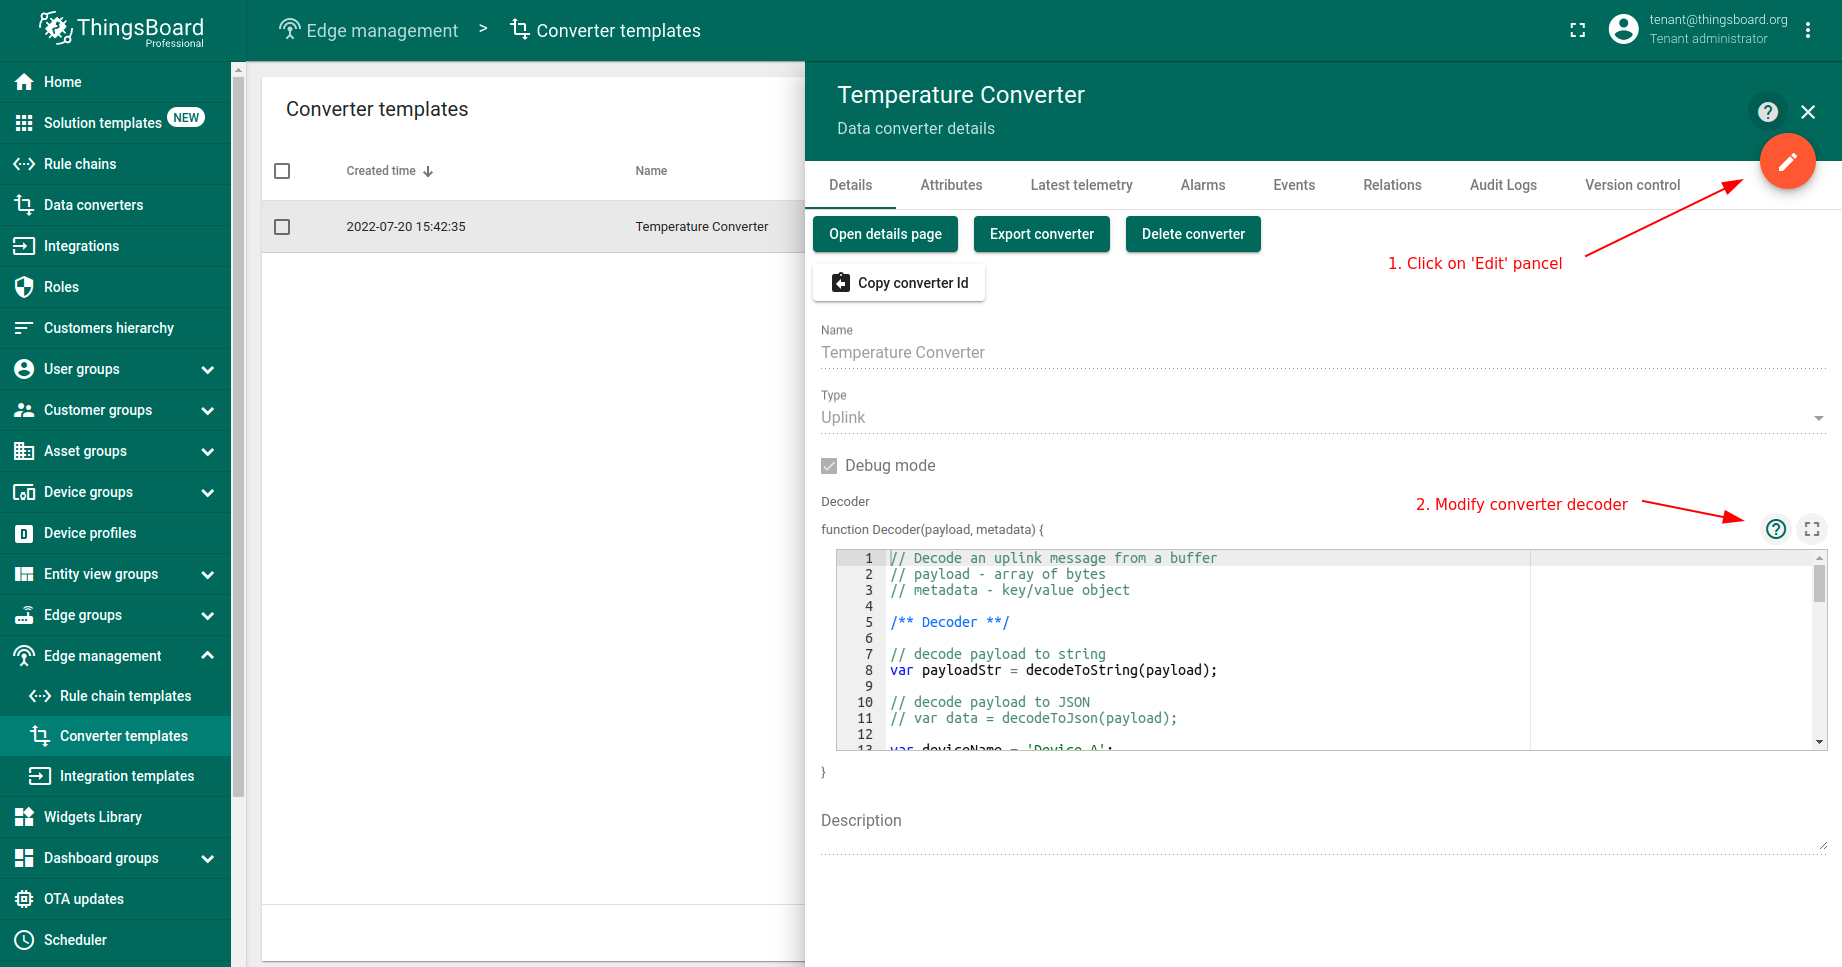 ThingsBoard
Professional
Edge management > Converter templates
tenant@thingsboard.org
Tenant administrator
Home
Solution templates NEW
Rule chains
Data converters
Integrations
Roles
Customers hierarchy
User groups
Customer groups
Asset groups
Device groups
Device profiles
Entity view groups
Edge groups
Edge management
Rule chain templates
Converter templates
Integration templates
Widgets Library
Dashboard groups
OTA updates
Scheduler
Converter templates
Created time Name
2022-07-20 15:42:35 Temperature Converter
Temperature Converter
Data converter details
Details Attributes Latest telemetry Alarms Events Relations Audit Logs Version control
Open details page Export converter Delete converter
1. Click on 'Edit' pancel
Copy converter Id
Name
Temperature Converter
Type
Uplink
Debug mode
Decoder
2. Modify converter decoder
function Decoder(payload, metadata) {
1 // Decode an uplink message from a buffer
2 // payload - array of bytes
3 // metadata - key/value object
4
5 /** Decoder **/
6
7 // decode payload to string
8 var payloadStr = decodeToString(payload);
9
10 // decode payload to JSON
11 // var data = decodeToJson(payload);
12
13 var deviceName = 'Device A';
}
Description